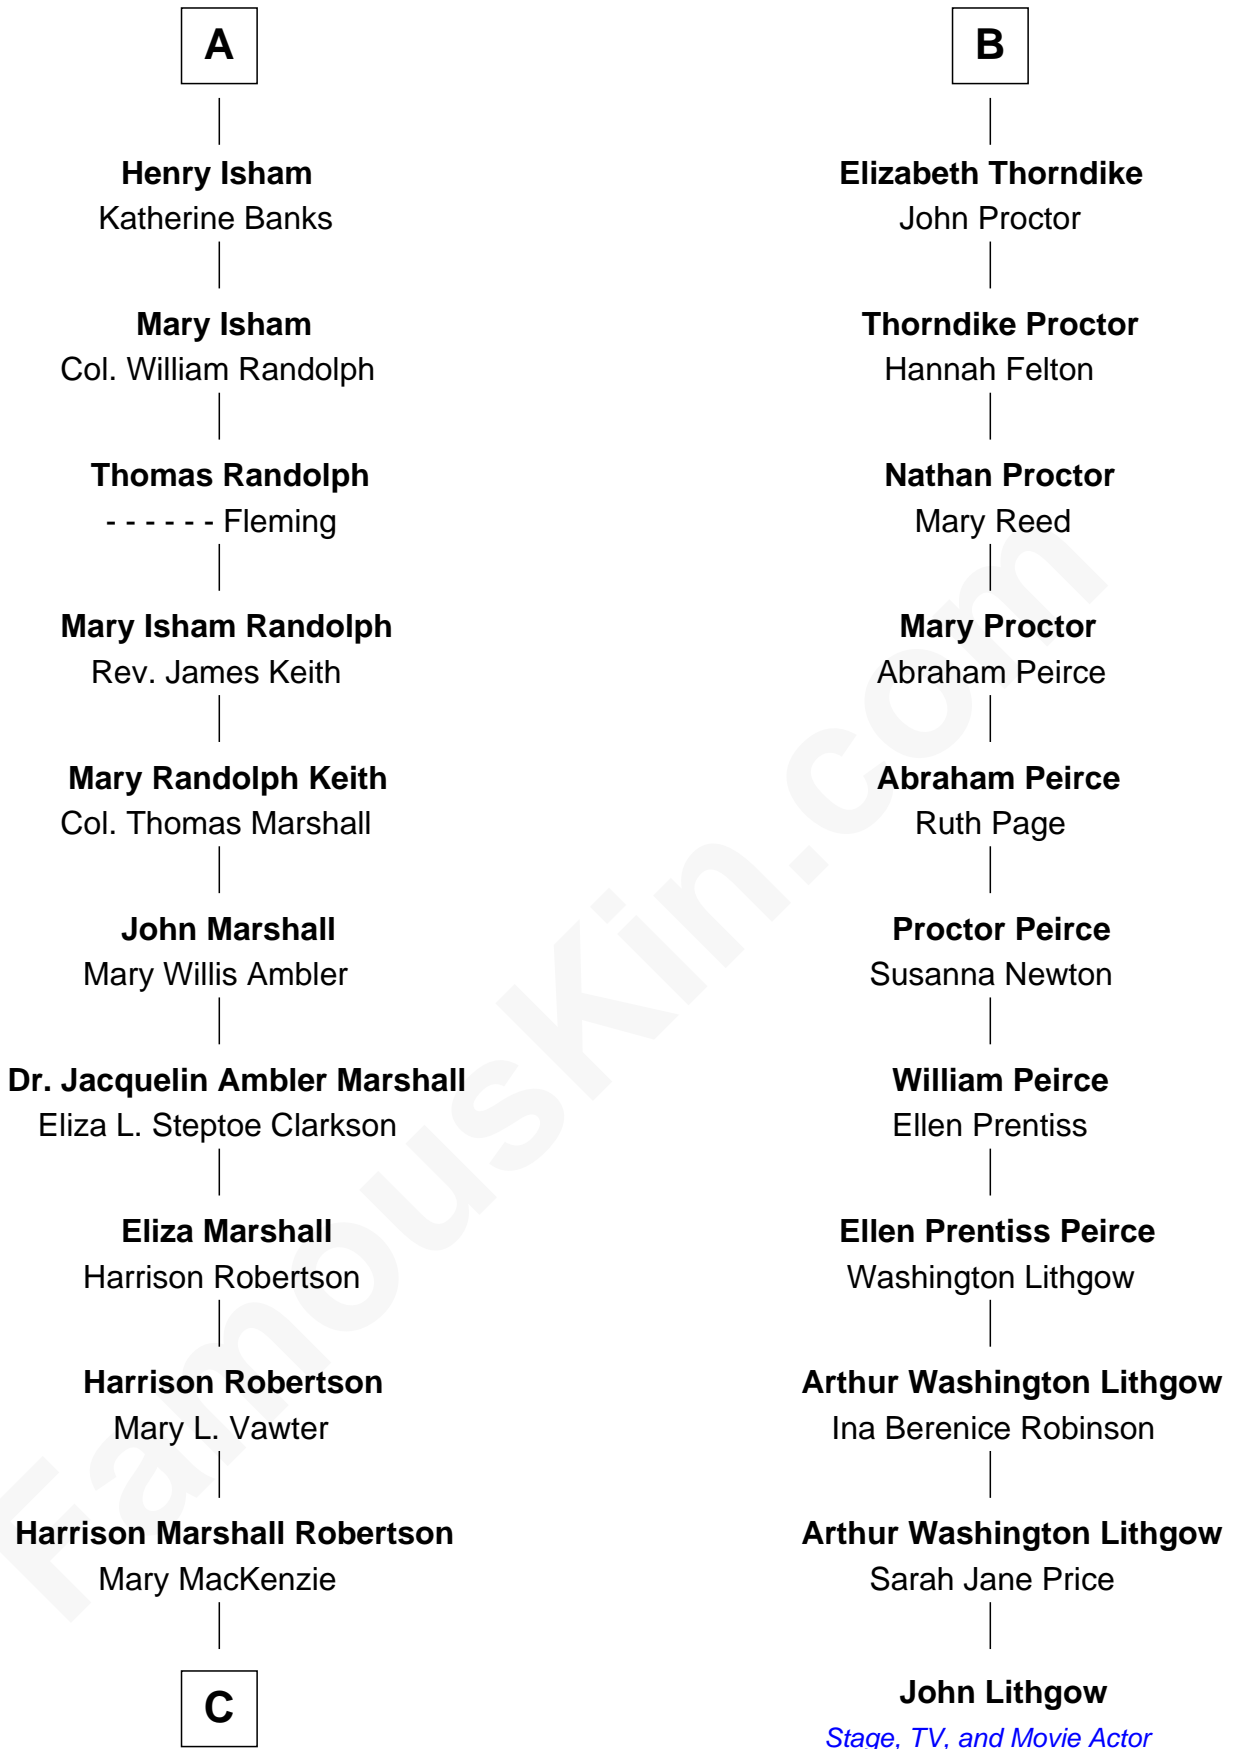 A
Henry Isham
Katherine Banks
Mary Isham
Col. William Randolph
Thomas Randolph
- - - - - - Fleming
Mary Isham Randolph
Rev. James Keith
Mary Randolph Keith
Col. Thomas Marshall
John Marshall
Mary Willis Ambler
Dr. Jacquelin Ambler Marshall
Eliza L. Steptoe Clarkson
Eliza Marshall
Harrison Robertson
Harrison Robertson
Mary L. Vawter
Harrison Marshall Robertson
Mary MacKenzie
C
B
Elizabeth Thorndike
John Proctor
Thorndike Proctor
Hannah Felton
Nathan Proctor
Mary Reed
Mary Proctor
Abraham Peirce
Abraham Peirce
Ruth Page
Proctor Peirce
Susanna Newton
William Peirce
Ellen Prentiss
Ellen Prentiss Peirce
Washington Lithgow
Arthur Washington Lithgow
Ina Berenice Robinson
Arthur Washington Lithgow
Sarah Jane Price
John Lithgow
Stage, TV, and Movie Actor
FamousKin.com